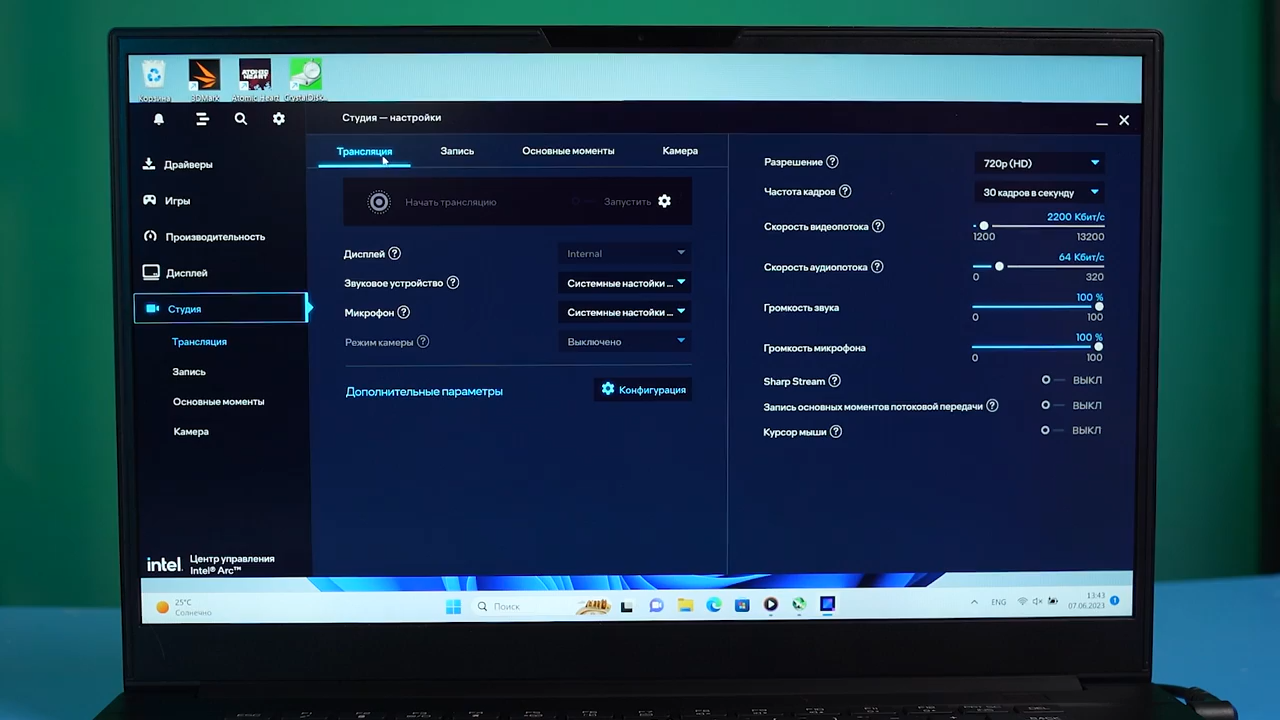 Корзина
3DMark
Atomic Heart
CrystalDisk...
Студия — настройки
Драйверы
Игры
Производительность
Дисплей
Студия
Трансляция
Запись
Основные моменты
Камера
intel
Центр управления
Intel® Arc™
Трансляция
Запись
Основные моменты
Камера
Начать трансляцию
Запустить
Дисплей
Internal
Звуковое устройство
Системные настойки ...
Микрофон
Системные настойки ...
Режим камеры
Выключено
Дополнительные параметры
Конфигурация
Разрешение
720p (HD)
Частота кадров
30 кадров в секунду
Скорость видеопотока
2200 Кбит/с
1200
13200
Скорость аудиопотока
64 Кбит/с
0
320
Громкость звука
100 %
0
100
Громкость микрофона
100 %
0
100
Sharp Stream
ВЫКЛ
Запись основных моментов потоковой передачи
ВЫКЛ
Курсор мыши
ВЫКЛ
25°C
Солнечно
Поиск
ENG
13:43
07.06.2023
1